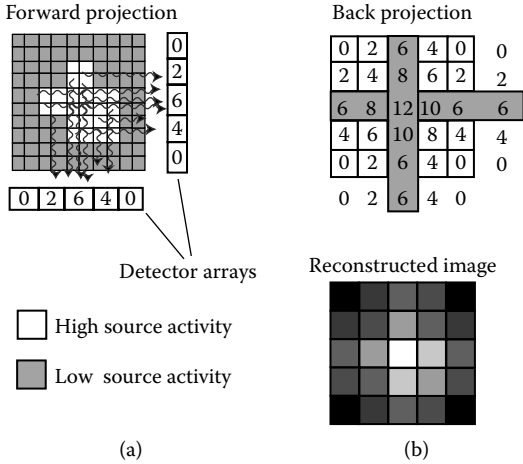 Forward projection
0
2
6
4
0
0 2 6 4 0
Detector arrays
High source activity
Low source activity
(a)
Back projection
0 2 6 4 0 0
2 4 8 6 2 2
6 8 12 10 6 6
4 6 10 8 4 4
0 2 6 4 0 0
0 2 6 4 0
Reconstructed image
(b)